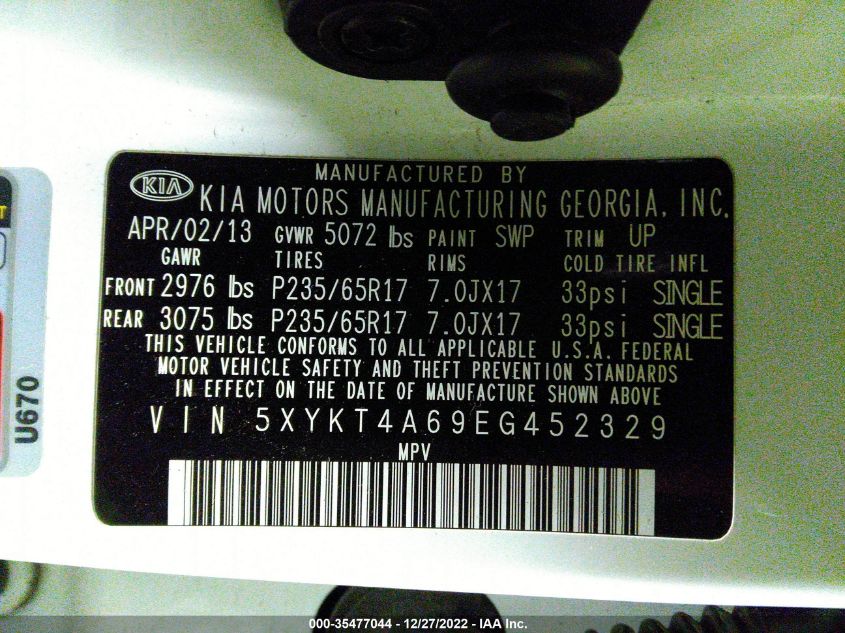 MANUFACTURED BY
KIA KIA MOTORS MANUFACTURING GEORGIA, INC.
APR/02/13 GVWR 5072 lbs PAINT SWP TRIM UP
GAWR TIRES RIMS COLD TIRE INFL
FRONT 2976 lbs P235/65R17 7.0JX17 33psi SINGLE
REAR 3075 lbs P235/65R17 7.0JX17 33psi SINGLE
THIS VEHICLE CONFORMS TO ALL APPLICABLE U.S.A. FEDERAL
MOTOR VEHICLE SAFETY AND THEFT PREVENTION STANDARDS
IN EFFECT ON THE DATE OF MANUFACTURE SHOWN ABOVE
VIN 5XYKT4A69EG452329
MPV
U670
000-35477044 - 12/27/2022 - IAA Inc.